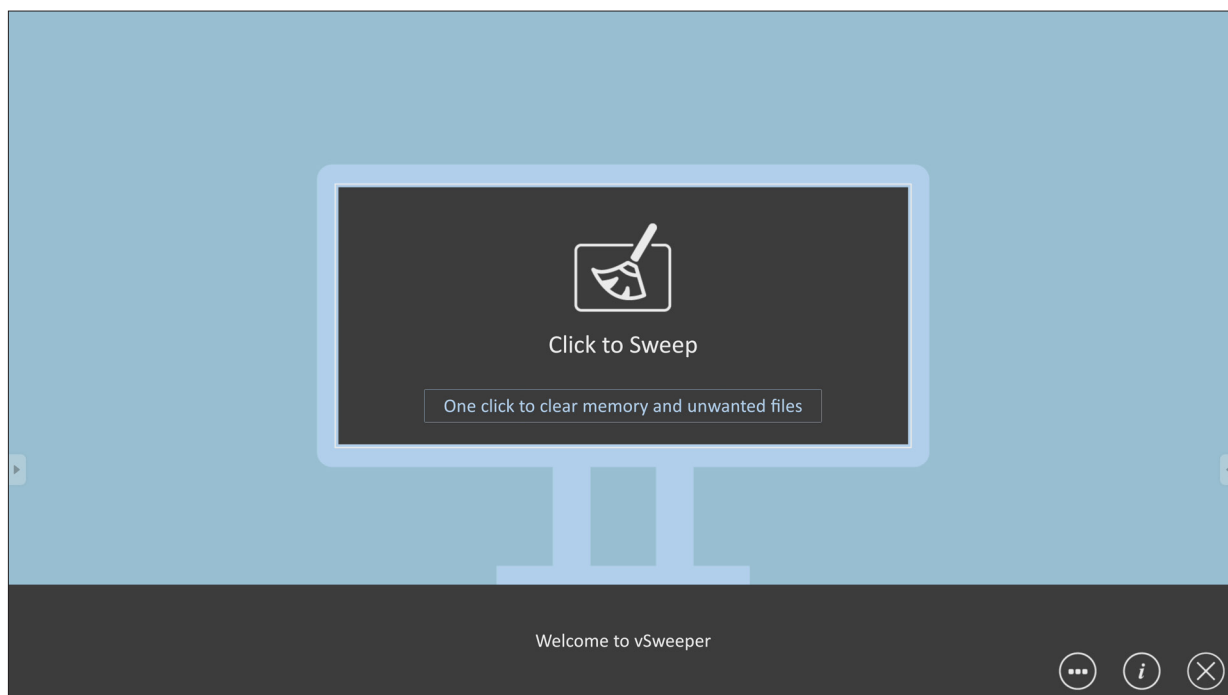 Click to Sweep
One click to clear memory and unwanted files
Welcome to vSweeper
i